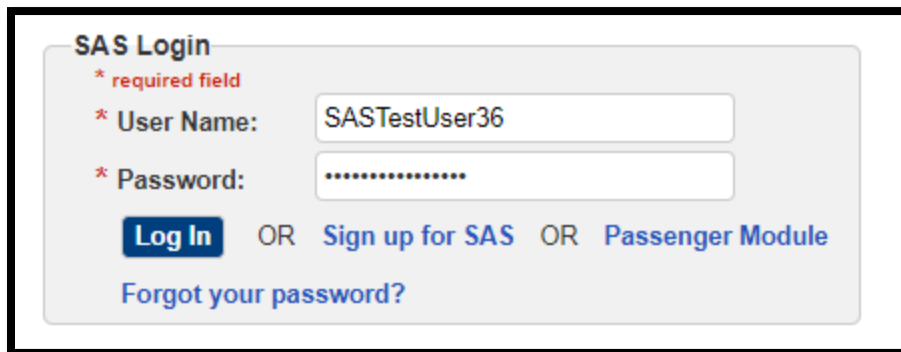 SAS Login
* required field
* User Name: SASTestUser36
* Password: ••••••••••••••••
Log In OR Sign up for SAS OR Passenger Module
Forgot your password?